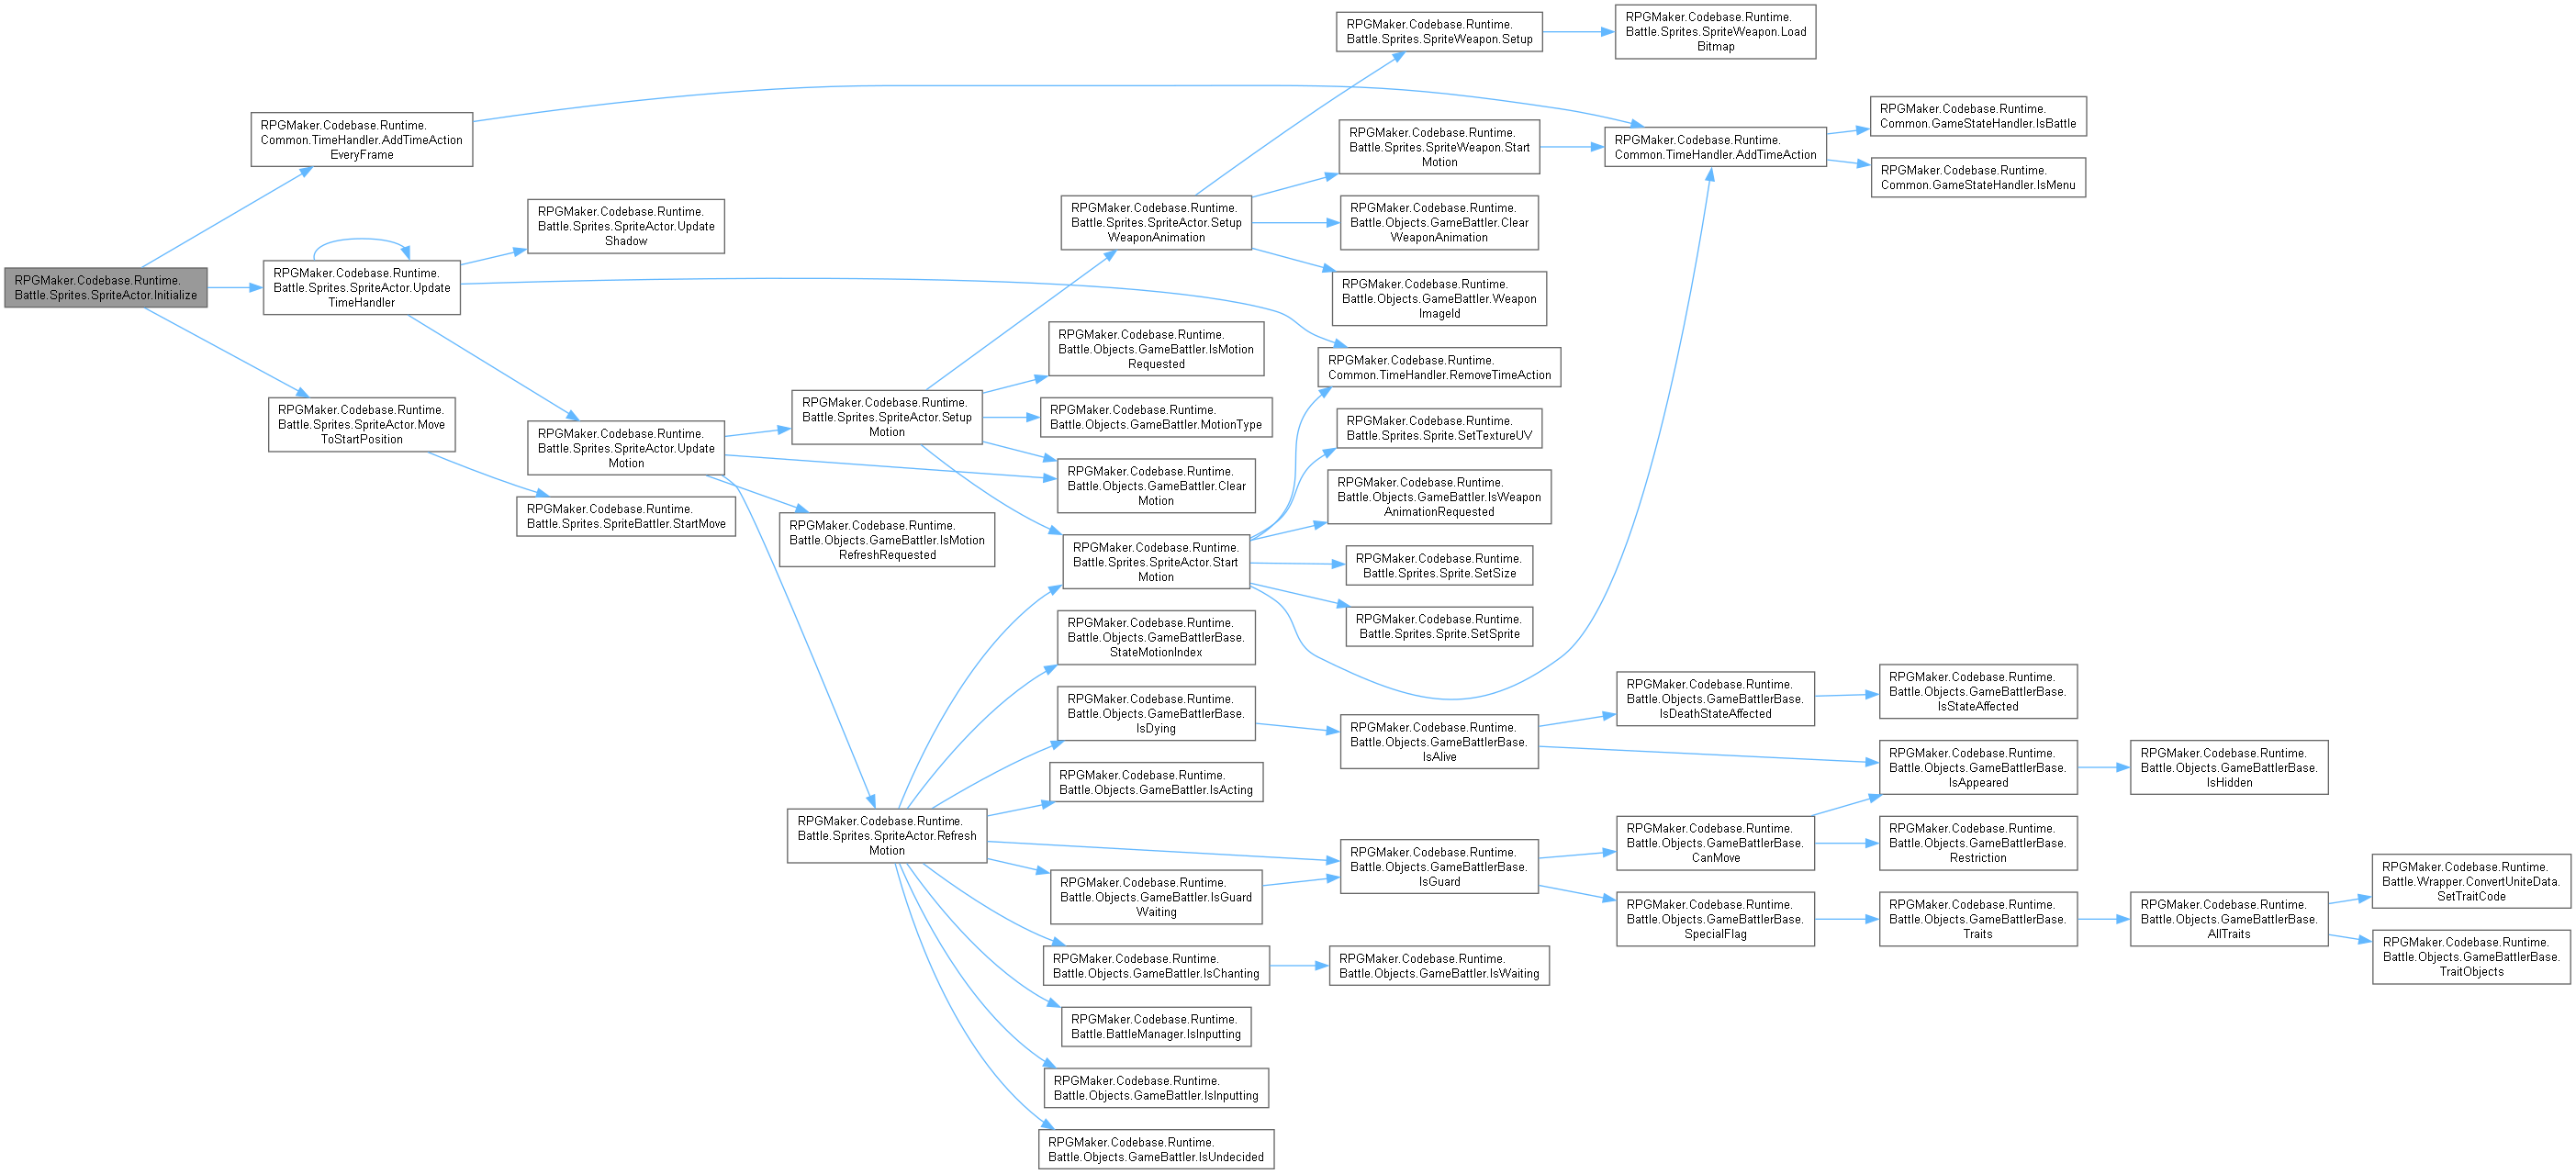 RPGMaker.Codebase.Runtime.
Battle.Sprites.SpriteActor.Initialize
RPGMaker.Codebase.Runtime.
Common.TimeHandler.AddTimeAction
EveryFrame
RPGMaker.Codebase.Runtime.
Battle.Sprites.SpriteActor.Update
TimeHandler
RPGMaker.Codebase.Runtime.
Battle.Sprites.SpriteActor.Move
ToStartPosition
RPGMaker.Codebase.Runtime.
Battle.Sprites.SpriteActor.Update
Shadow
RPGMaker.Codebase.Runtime.
Battle.Sprites.SpriteActor.Update
Motion
RPGMaker.Codebase.Runtime.
Battle.Sprites.SpriteBattler.StartMove
RPGMaker.Codebase.Runtime.
Battle.Sprites.SpriteActor.Setup
Motion
RPGMaker.Codebase.Runtime.
Battle.Objects.GameBattler.IsMotion
RefreshRequested
RPGMaker.Codebase.Runtime.
Battle.Sprites.SpriteActor.Refresh
Motion
RPGMaker.Codebase.Runtime.
Battle.Sprites.SpriteActor.Setup
WeaponAnimation
RPGMaker.Codebase.Runtime.
Battle.Objects.GameBattler.IsMotion
Requested
RPGMaker.Codebase.Runtime.
Battle.Objects.GameBattler.MotionType
RPGMaker.Codebase.Runtime.
Battle.Objects.GameBattler.Clear
Motion
RPGMaker.Codebase.Runtime.
Battle.Sprites.SpriteActor.Start
Motion
RPGMaker.Codebase.Runtime.
Battle.Objects.GameBattlerBase.
StateMotionIndex
RPGMaker.Codebase.Runtime.
Battle.Objects.GameBattlerBase.
IsDying
RPGMaker.Codebase.Runtime.
Battle.Objects.GameBattler.IsActing
RPGMaker.Codebase.Runtime.
Battle.Objects.GameBattler.IsGuard
Waiting
RPGMaker.Codebase.Runtime.
Battle.Objects.GameBattler.IsChanting
RPGMaker.Codebase.Runtime.
Battle.BattleManager.IsInputting
RPGMaker.Codebase.Runtime.
Battle.Objects.GameBattler.IsInputting
RPGMaker.Codebase.Runtime.
Battle.Objects.GameBattler.IsUndecided
RPGMaker.Codebase.Runtime.
Battle.Sprites.SpriteWeapon.Setup
RPGMaker.Codebase.Runtime.
Battle.Sprites.SpriteWeapon.Start
Motion
RPGMaker.Codebase.Runtime.
Battle.Objects.GameBattler.Clear
WeaponAnimation
RPGMaker.Codebase.Runtime.
Battle.Objects.GameBattler.Weapon
ImageId
RPGMaker.Codebase.Runtime.
Common.TimeHandler.RemoveTimeAction
RPGMaker.Codebase.Runtime.
Battle.Sprites.Sprite.SetTextureUV
RPGMaker.Codebase.Runtime.
Battle.Objects.GameBattler.IsWeapon
AnimationRequested
RPGMaker.Codebase.Runtime.
Battle.Sprites.Sprite.SetSize
RPGMaker.Codebase.Runtime.
Battle.Sprites.Sprite.SetSprite
RPGMaker.Codebase.Runtime.
Battle.Objects.GameBattlerBase.
IsAlive
RPGMaker.Codebase.Runtime.
Battle.Objects.GameBattlerBase.
IsGuard
RPGMaker.Codebase.Runtime.
Battle.Objects.GameBattler.IsWaiting
RPGMaker.Codebase.Runtime.
Battle.Sprites.SpriteWeapon.Load
Bitmap
RPGMaker.Codebase.Runtime.
Common.TimeHandler.AddTimeAction
RPGMaker.Codebase.Runtime.
Battle.Objects.GameBattlerBase.
IsDeathStateAffected
RPGMaker.Codebase.Runtime.
Battle.Objects.GameBattlerBase.
CanMove
RPGMaker.Codebase.Runtime.
Battle.Objects.GameBattlerBase.
SpecialFlag
RPGMaker.Codebase.Runtime.
Common.GameStateHandler.IsBattle
RPGMaker.Codebase.Runtime.
Common.GameStateHandler.IsMenu
RPGMaker.Codebase.Runtime.
Battle.Objects.GameBattlerBase.
IsStateAffected
RPGMaker.Codebase.Runtime.
Battle.Objects.GameBattlerBase.
IsAppeared
RPGMaker.Codebase.Runtime.
Battle.Objects.GameBattlerBase.
Restriction
RPGMaker.Codebase.Runtime.
Battle.Objects.GameBattlerBase.
Traits
RPGMaker.Codebase.Runtime.
Battle.Objects.GameBattlerBase.
IsHidden
RPGMaker.Codebase.Runtime.
Battle.Objects.GameBattlerBase.
AllTraits
RPGMaker.Codebase.Runtime.
Battle.Wrapper.ConvertUniteData.
SetTraitCode
RPGMaker.Codebase.Runtime.
Battle.Objects.GameBattlerBase.
TraitObjects